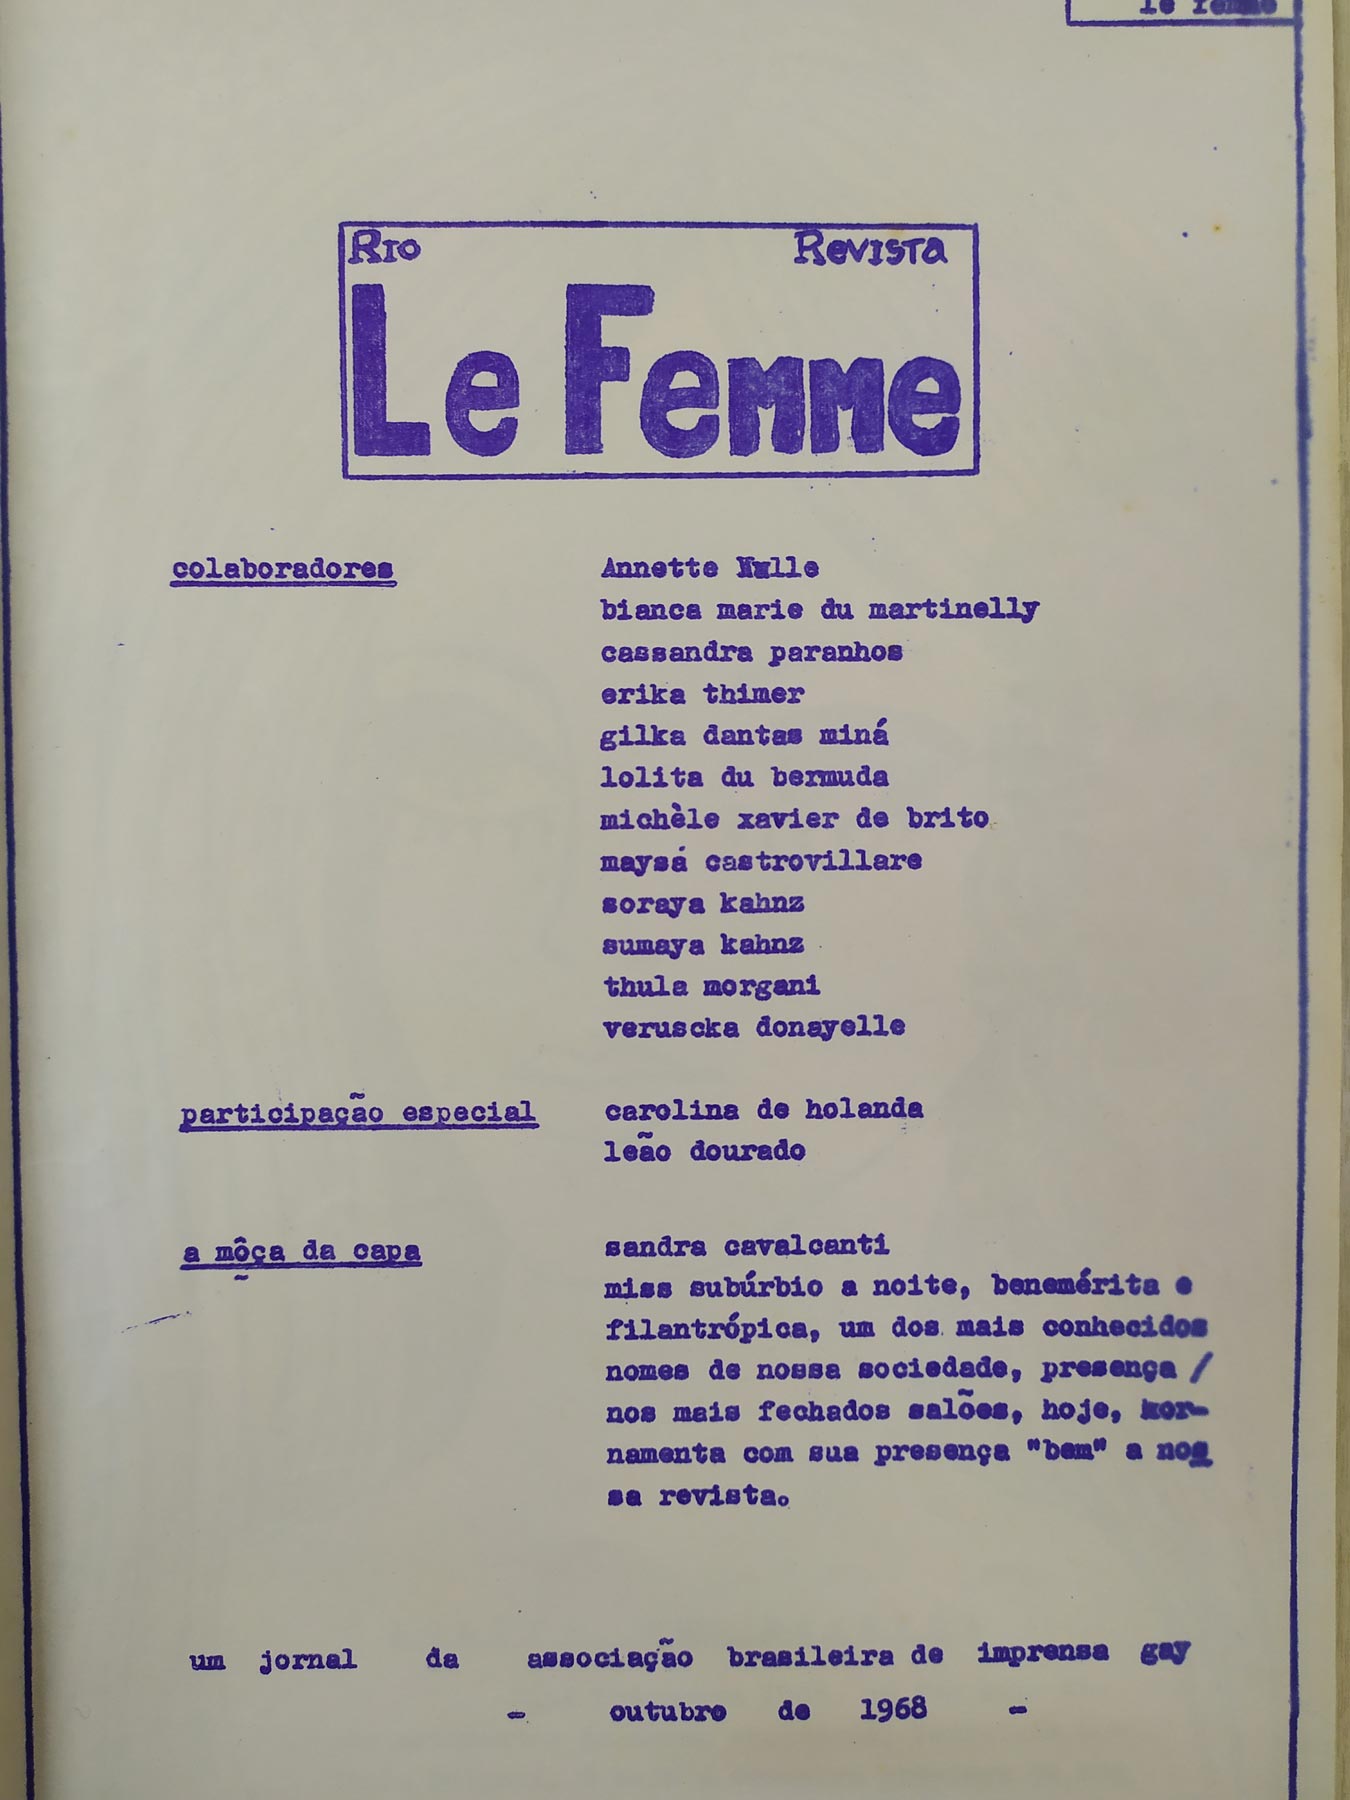 le femme
Rio Revista
Le Femme
colaboradores Annette
bianca marie du martinelly
cassandra paranhos
erika thimer
gilka dantas miná
lolita du bermuda
michèle xavier de brito
maysá castrovillare
soraya kahnz
sumaya kahnz
thula morgani
veruscka donayelle
participação especial carolina de holanda
leão dourado
a môça da capa sandra cavalcanti
miss subúrbio a noite, benemérita e
filantrópica, um dos mais conhecidos
nomes de nossa sociedade, presença /
nos mais fechados salões, hoje,
namenta com sua presença "bem" a nos
sa revista.
um jornal da associação brasileira de imprensa gay
- outubro de 1968 -